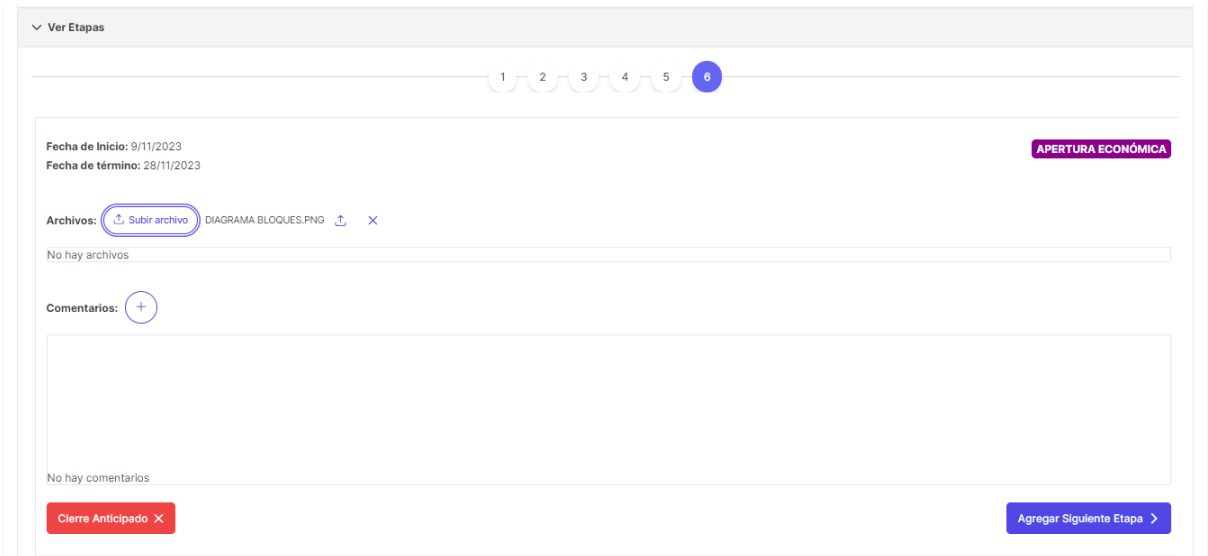 Ver Etapas
1 2 3 4 5 6
Fecha de Inicio: 9/11/2023
APERTURA ECONÓMICA
Fecha de término: 28/11/2023
Archivos: Subir archivo DIAGRAMA BLOQUES.PNG
No hay archivos
Comentarios:
No hay comentarios
Cierre Anticipado
Agregar Siguiente Etapa